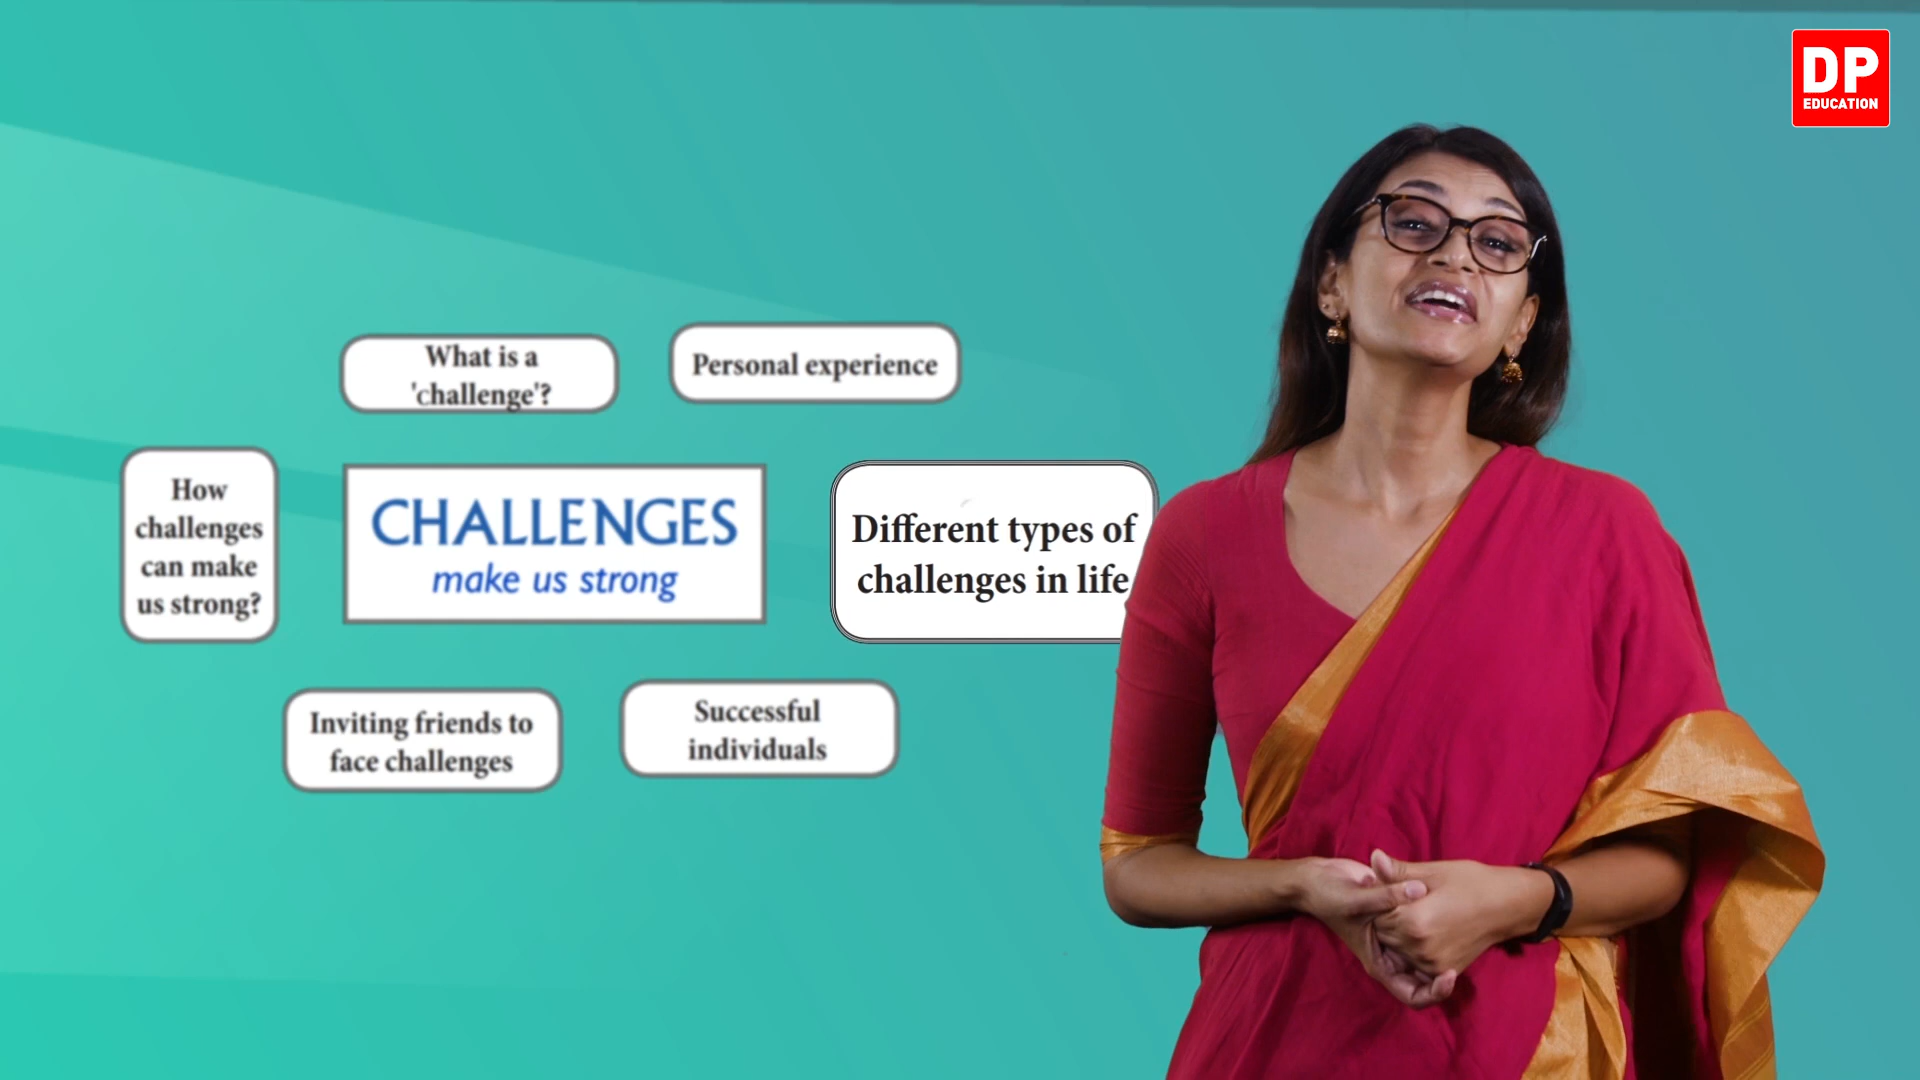 DP
EDUCATION
What is a
'challenge'?
Personal experience
How
challenges
can make
us strong?
CHALLENGES
make us strong
Different types of
challenges in life
Inviting friends to
face challenges
Successful
individuals